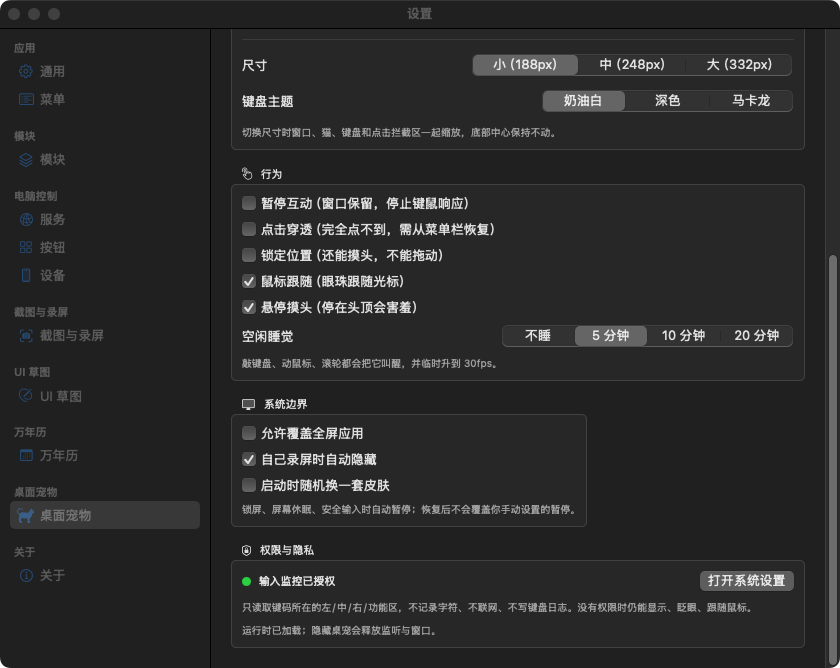 设置
应用
通用
菜单
模块
模块
电脑控制
服务
按钮
设备
截图与录屏
截图与录屏
UI 草图
UI 草图
万年历
万年历
桌面宠物
桌面宠物
关于
关于
尺寸 小 (188px) 中 (248px) 大 (332px)
键盘主题 奶油白 深色 马卡龙
切换尺寸时窗口、猫、键盘和点击拦截区一起缩放，底部中心保持不动。
行为
暂停互动 (窗口保留，停止键鼠响应)
点击穿透 (完全点不到，需从菜单栏恢复)
锁定位置 (还能摸头，不能拖动)
鼠标跟随 (眼珠跟随光标)
悬停摸头 (停在头顶会害羞)
空闲睡觉 不睡 5 分钟 10 分钟 20 分钟
敲键盘、动鼠标、滚轮都会把它叫醒，并临时升到 30fps。
系统边界
允许覆盖全屏应用
自己录屏时自动隐藏
启动时随机换一套皮肤
锁屏、屏幕休眠、安全输入时自动暂停；恢复后不会覆盖你手动设置的暂停。
权限与隐私
输入监控已授权 打开系统设置
只读取键码所在的左/中/右/功能区，不记录字符、不联网、不写键盘日志。没有权限时仍能显示、眨眼、跟随鼠标。
运行时已加载；隐藏桌宠会释放监听与窗口。